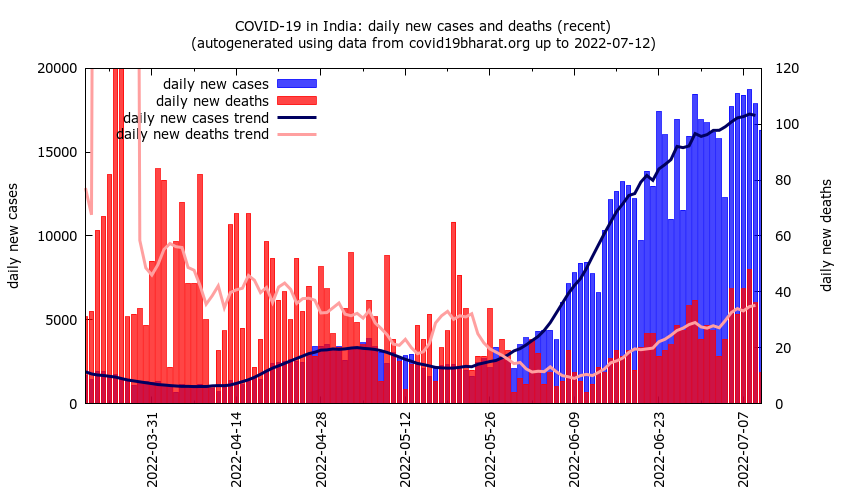 COVID-19 in India: daily new cases and deaths (recent)
(autogenerated using data from covid19bharat.org up to 2022-07-12)
daily new cases
daily new deaths
daily new cases trend
daily new deaths trend
20000
15000
10000
5000
0
120
100
80
60
40
20
0
daily new cases
daily new deaths
2022-03-31
2022-04-14
2022-04-28
2022-05-12
2022-05-26
2022-06-09
2022-06-23
2022-07-07